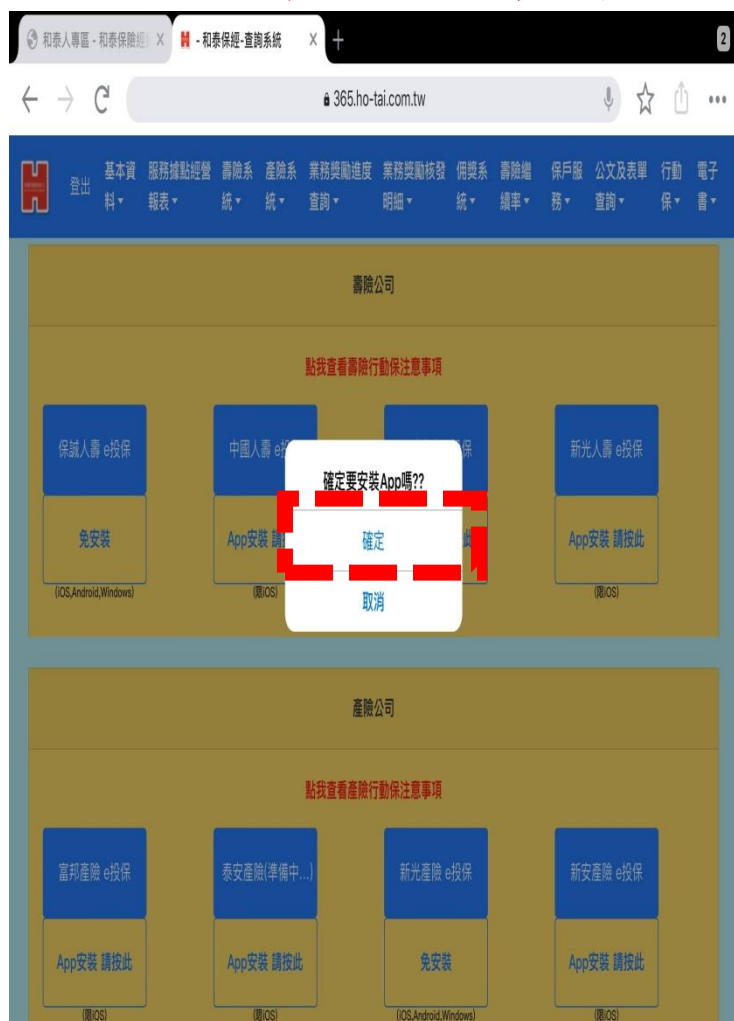 和泰人專區 - 和泰保險經
- 和泰保經-查詢系統
2
365.ho-tai.com.tw
登出
基本資料
服務據點經營報表
壽險系統
產險系統
業務獎勵進度查詢
業務獎勵核發明細
佣獎系統
壽險繼續率
保戶服務
公文及表單查詢
行動保
電子書
壽險公司
點我查看壽險行動保注意事項
保誠人壽 e投保
中國人壽 e投
保
新光人壽 e投保
免安裝
App安裝 請
此
App安裝 請按此
(iOS,Android,Windows)
(限iOS)
(限iOS)
確定要安裝App嗎??
確定
取消
產險公司
點我查看產險行動保注意事項
富邦產險 e投保
泰安產險(準備中...)
新光產險 e投保
新安產險 e投保
App安裝 請按此
App安裝 請按此
免安裝
App安裝 請按此
(限iOS)
(限iOS)
(iOS,Android,Windows)
(限iOS)